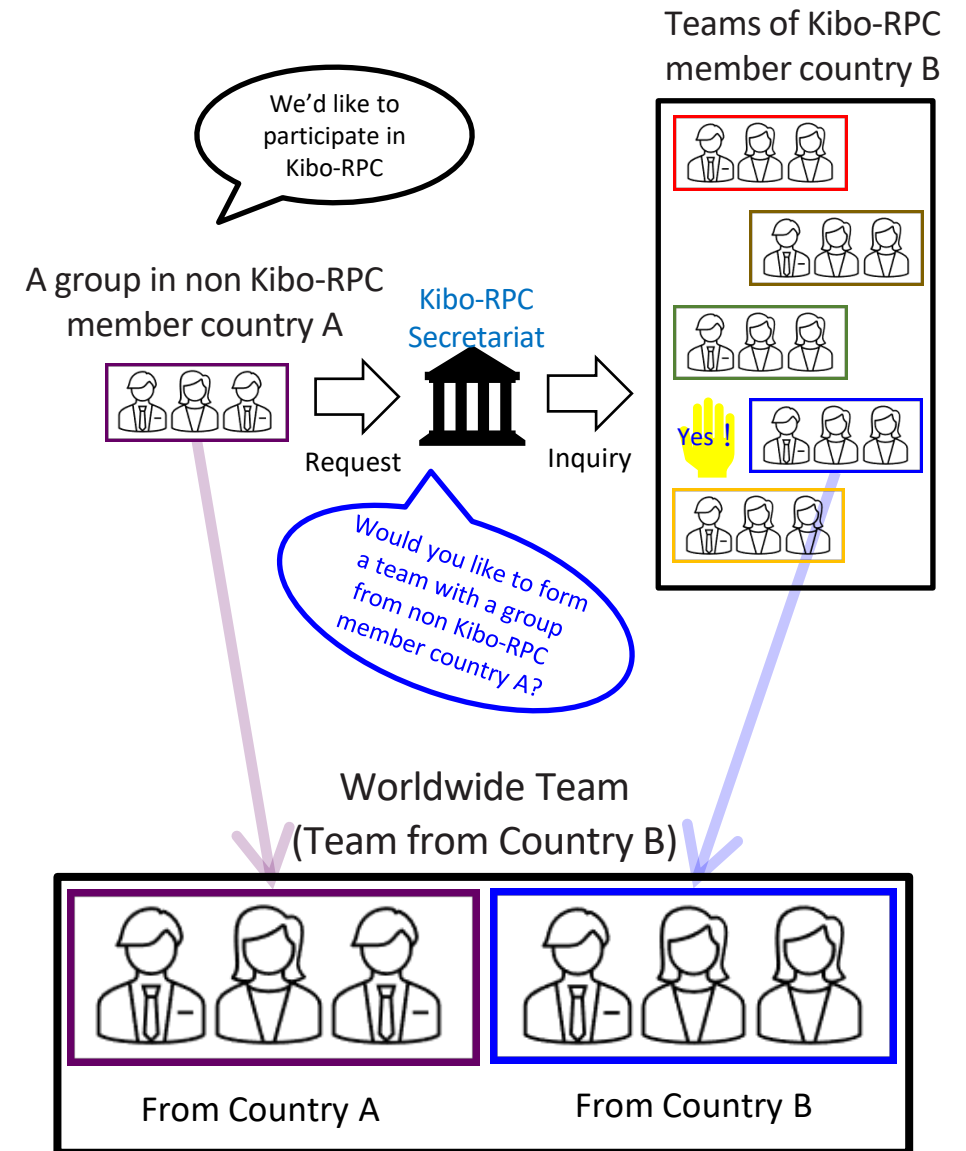 Teams of Kibo-RPC
member country B
We’d like to
participate in
Kibo-RPC
A group in non Kibo-RPC
member country A
Kibo-RPC
Secretariat
Request
Inquiry
Yes !
Would you like to form
a team with a group
from non Kibo-RPC
member country A?
Worldwide Team
(Team from Country B)
From Country A
From Country B